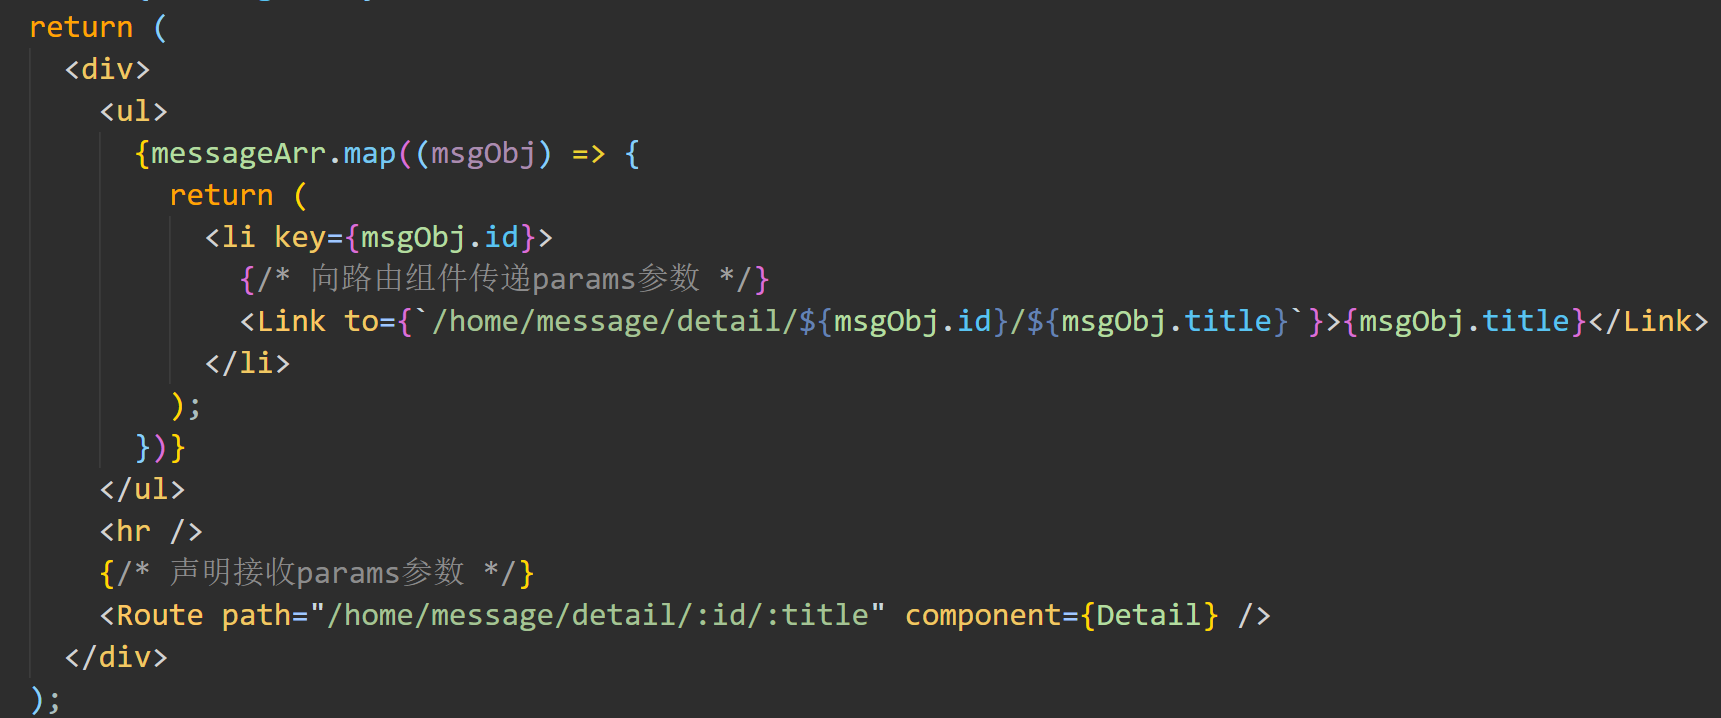 return (
<div>
<ul>
{messageArr.map((msgObj) => {
return (
<li key={msgObj.id}>
{/* 向路由组件传递params参数 */}
<Link to={`/home/message/detail/${msgObj.id}/${msgObj.title}`}>{msgObj.title}</Link>
</li>
);
})}
</ul>
<hr />
{/* 声明接收params参数 */}
<Route path="/home/message/detail/:id/:title" component={Detail} />
</div>
);